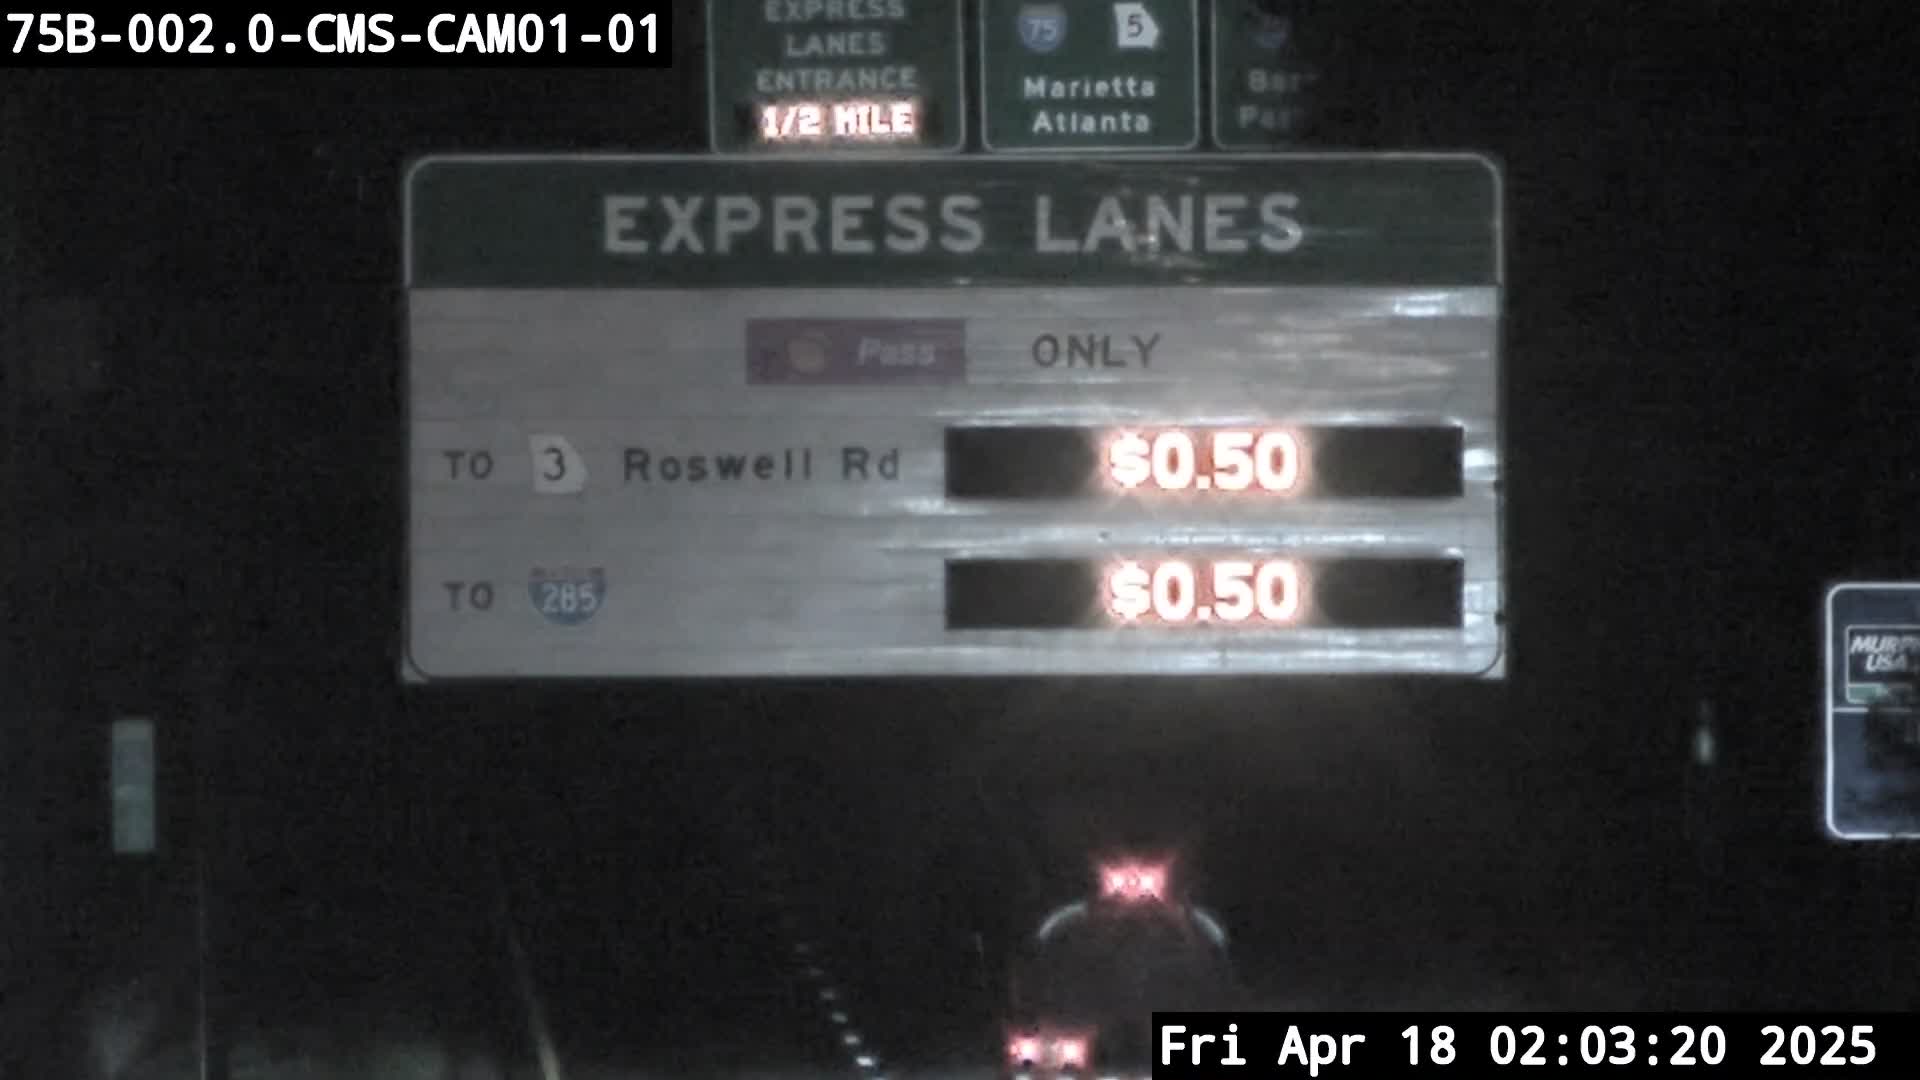 75B-002.0-CMS-CAM01-01
EXPRESS
LANES
ENTRANCE
1/2 MILE
75
5
Marietta
Atlanta
EXPRESS LANES
Pass ONLY
TO 3 Roswell Rd $0.50
TO 285 $0.50
USA
Fri Apr 18 02:03:20 2025